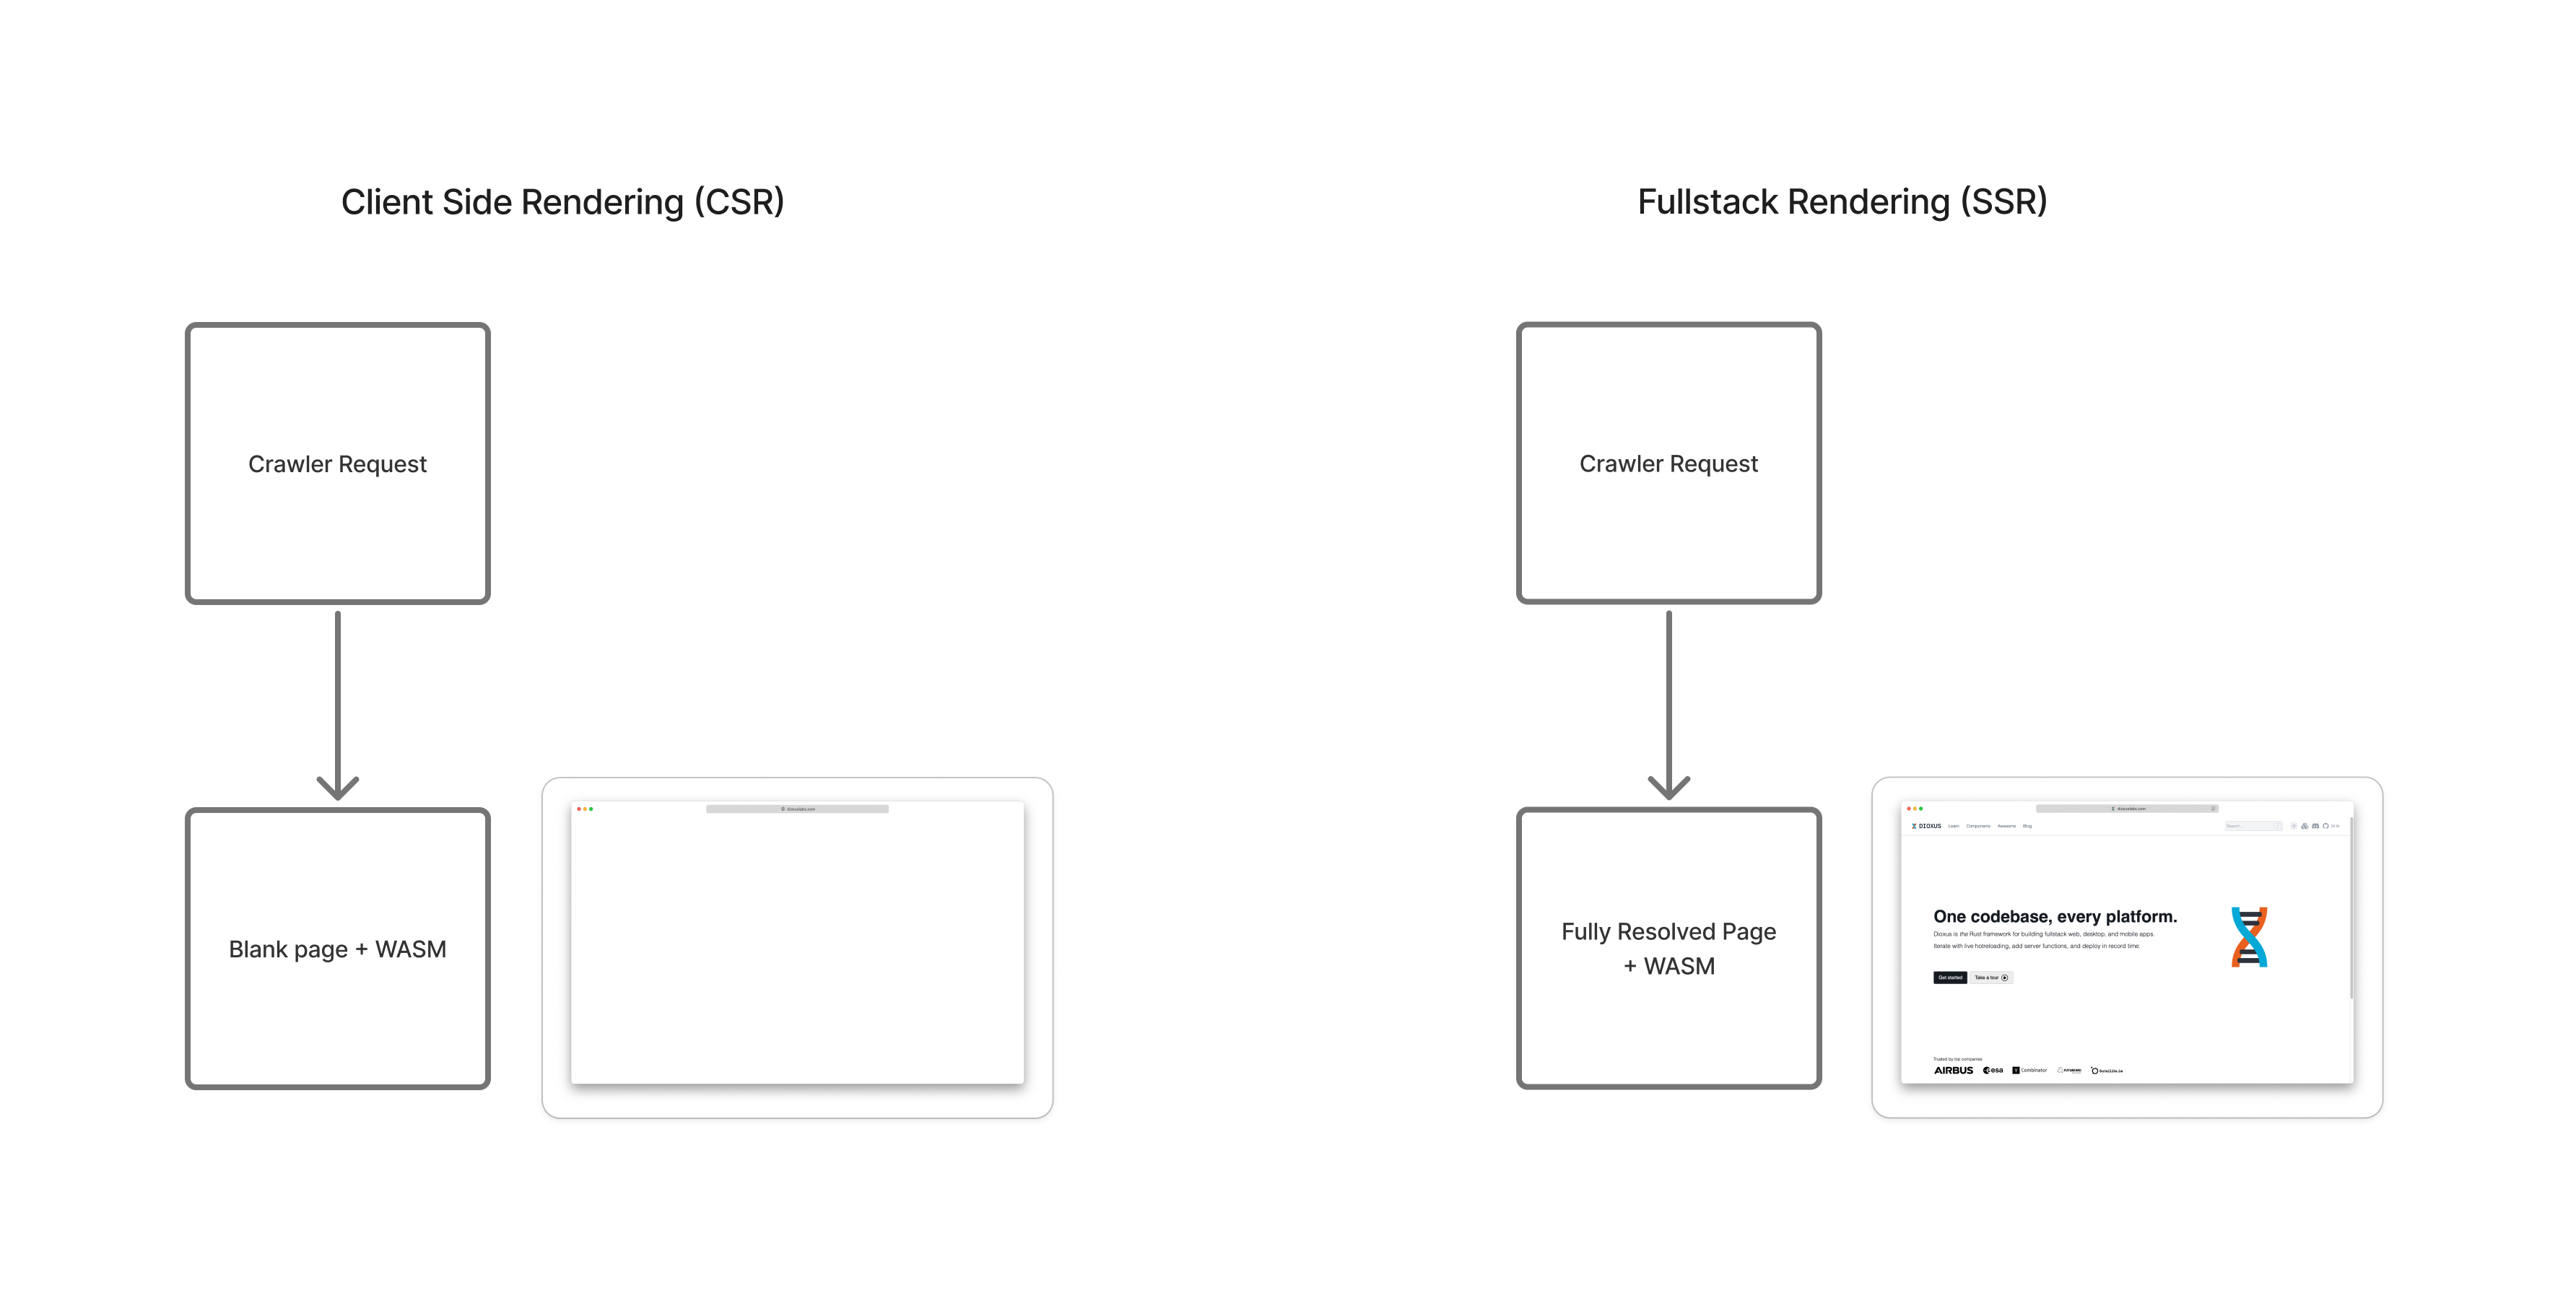 Client Side Rendering (CSR)
Crawler Request
Blank page + WASM
dioxuslabs.com
Fullstack Rendering (SSR)
Crawler Request
Fully Resolved Page
+ WASM
dioxuslabs.com
DIOXUS Learn Components Awesome Blog Search...
One codebase, every platform.
Dioxus is the Rust framework for building fullstack web, desktop, and mobile apps.
Iterate with live hotreloading, add server functions, and deploy in record time.
Get started Take a tour
Trusted by top companies
AIRBUS esa Y Combinator